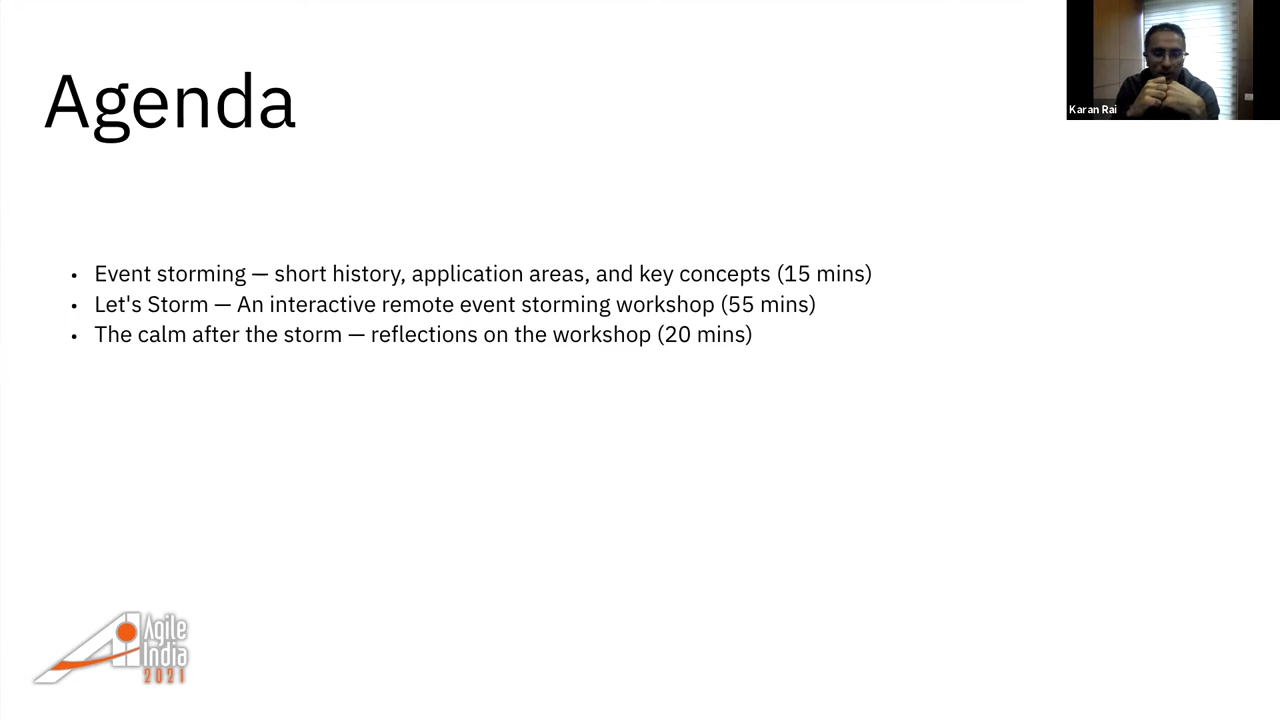 Agenda
Karan Rai
• Event storming — short history, application areas, and key concepts (15 mins)
• Let's Storm — An interactive remote event storming workshop (55 mins)
• The calm after the storm — reflections on the workshop (20 mins)
Agile
India
2021